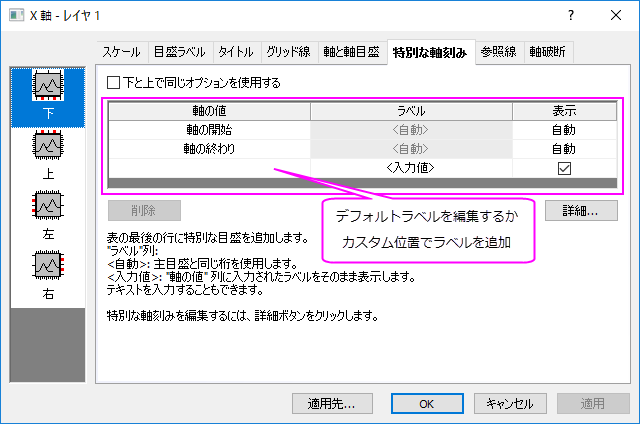 X 軸 - レイヤ 1
スケール 目盛ラベル タイトル グリッド線 軸と軸目盛 特別な軸刻み 参照線 軸破断
下
上
左
右
下と上で同じオプションを使用する
軸の値 ラベル 表示
軸の開始 <自動> 自動
軸の終わり <自動> 自動
<入力値>
デフォルトラベルを編集するか
カスタム位置でラベルを追加
削除 詳細...
表の最後の行に特別な目盛を追加します。
"ラベル"列:
<自動>: 主目盛と同じ桁を使用します。
<入力値>: "軸の値" 列に入力されたラベルをそのまま表示します。
テキストを入力することもできます。
特別な軸刻みを編集するには、詳細ボタンをクリックします。
適用先... OK キャンセル 適用